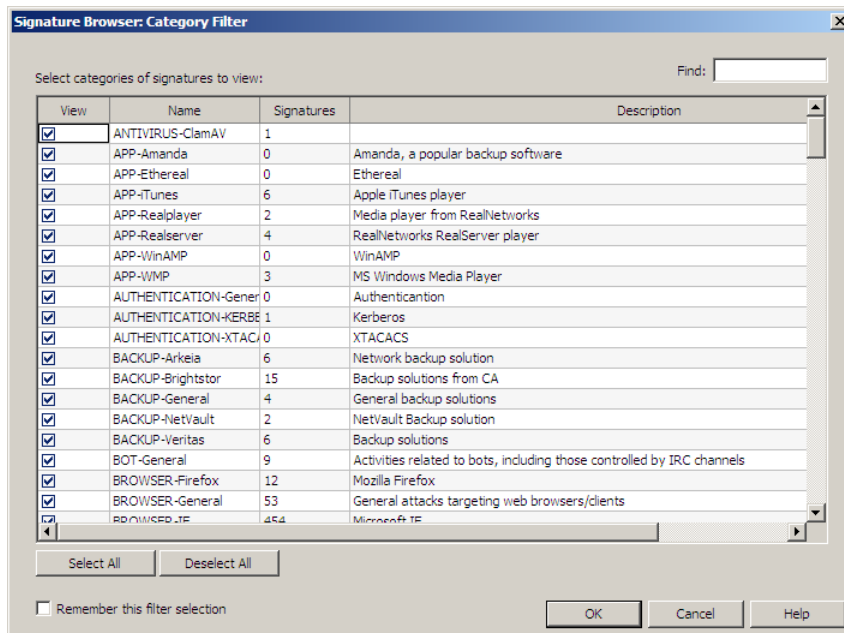 Signature Browser: Category Filter
Find:
Select categories of signatures to view:
View Name Signatures Description
ANTIVIRUS-ClamAV 1
APP-Amanda 0 Amanda, a popular backup software
APP-Ethereal 0 Ethereal
APP-iTunes 6 Apple iTunes player
APP-Realplayer 2 Media player from RealNetworks
APP-Realserver 4 RealNetworks RealServer player
APP-WinAMP 0 WinAMP
APP-WMP 3 MS Windows Media Player
AUTHENTICATION-Gener 0 Authenticantion
AUTHENTICATION-KERBE 1 Kerberos
AUTHENTICATION-XTACA 0 XTACACS
BACKUP-Arkeia 6 Network backup solution
BACKUP-Brightstor 15 Backup solutions from CA
BACKUP-General 4 General backup solutions
BACKUP-NetVault 2 NetVault Backup solution
BACKUP-Veritas 6 Backup solutions
BOT-General 9 Activities related to bots, including those controlled by IRC channels
BROWSER-Firefox 12 Mozilla Firefox
BROWSER-General 53 General attacks targeting web browsers/clients
BROWSER-IE 454 Microsoft IE
Select All Deselect All
Remember this filter selection
OK Cancel Help